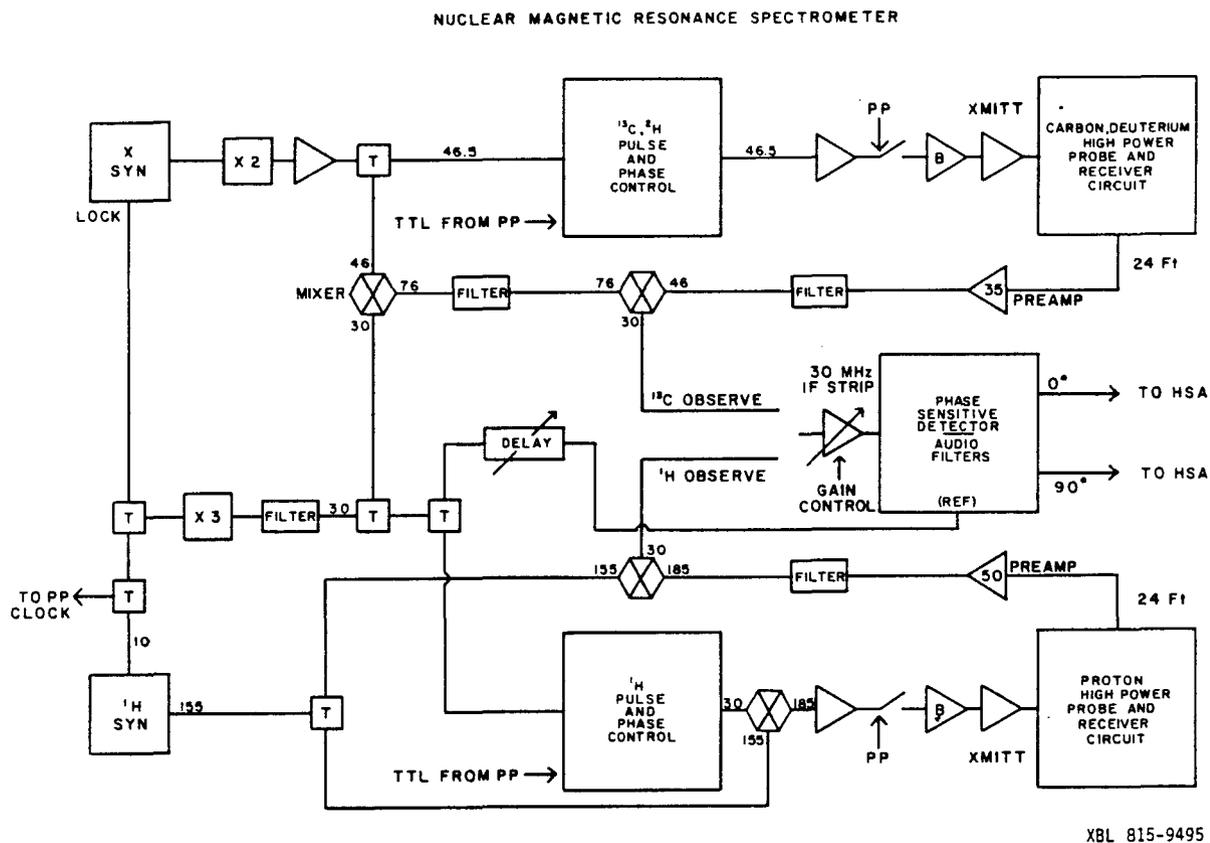 NUCLEAR MAGNETIC RESONANCE SPECTROMETER
X
SYN
LOCK
X 2
T
46.5
¹³C, ²H
PULSE
AND
PHASE
CONTROL
TTL FROM PP
46.5
PP
B
XMITT
CARBON, DEUTERIUM
HIGH POWER
PROBE AND
RECEIVER
CIRCUIT
46
MIXER
76
30
FILTER
76
46
30
FILTER
35
PREAMP
24 Ft
¹³C OBSERVE
30 MHz
IF STRIP
PHASE
SENSITIVE
DETECTOR
AUDIO
FILTERS
(REF)
0°
TO HSA
90°
TO HSA
DELAY
¹H OBSERVE
GAIN
CONTROL
T
X 3
FILTER
30
T
T
30
155
185
FILTER
50
PREAMP
24 Ft
TO PP
CLOCK
T
10
¹H
SYN
155
T
¹H
PULSE
AND
PHASE
CONTROL
TTL FROM PP
30
185
155
PP
B
XMITT
PROTON
HIGH POWER
PROBE AND
RECEIVER
CIRCUIT
XBL 815-9495